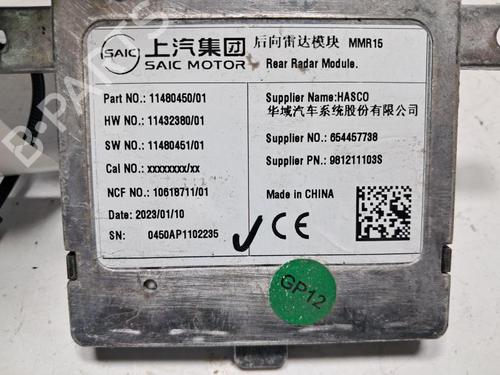 SAIC 上汽集团 后向雷达模块 MMR15
SAIC MOTOR Rear Radar Module.
Part NO.: 11480450/01
HW NO.: 11432380/01
SW NO.: 11480451/01
Cal NO.: xxxxxxxx/xx
NCF NO.: 10618711/01
Date: 2023/01/10
SN: 0450AP1102235
Supplier Name:HASCO
华域汽车系统股份有限公司
Supplier NO.: 654457738
Supplier PN.: 981211103S
Made in CHINA
CE
GP12
B-PARTS